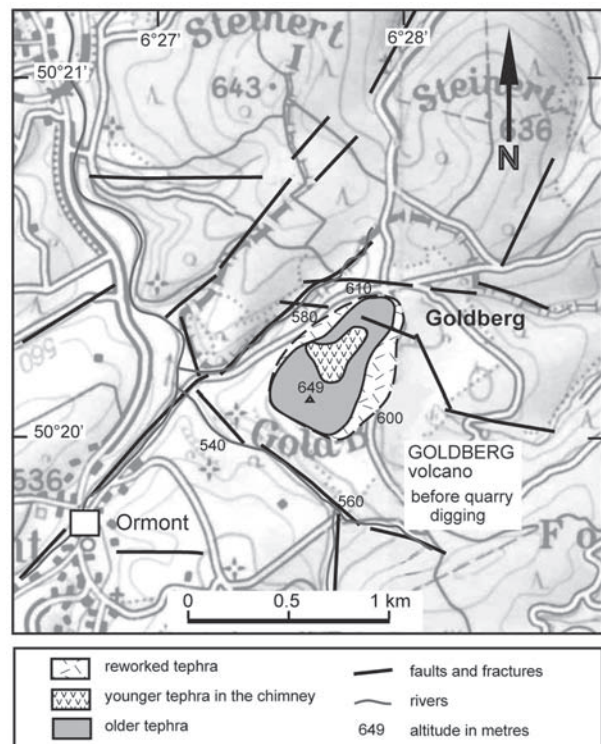 6°27'
6°28'
Steinert
I
50°21'
643
Steinert
636
N
610
580
Goldberg
560
649
600
50°20'
540
GOLDBERG
volcano
before quarry
digging
536
560
Ormont
Fo
0
0.5
1 km
reworked tephra
younger tephra in the chimney
older tephra
faults and fractures
rivers
649 altitude in metres